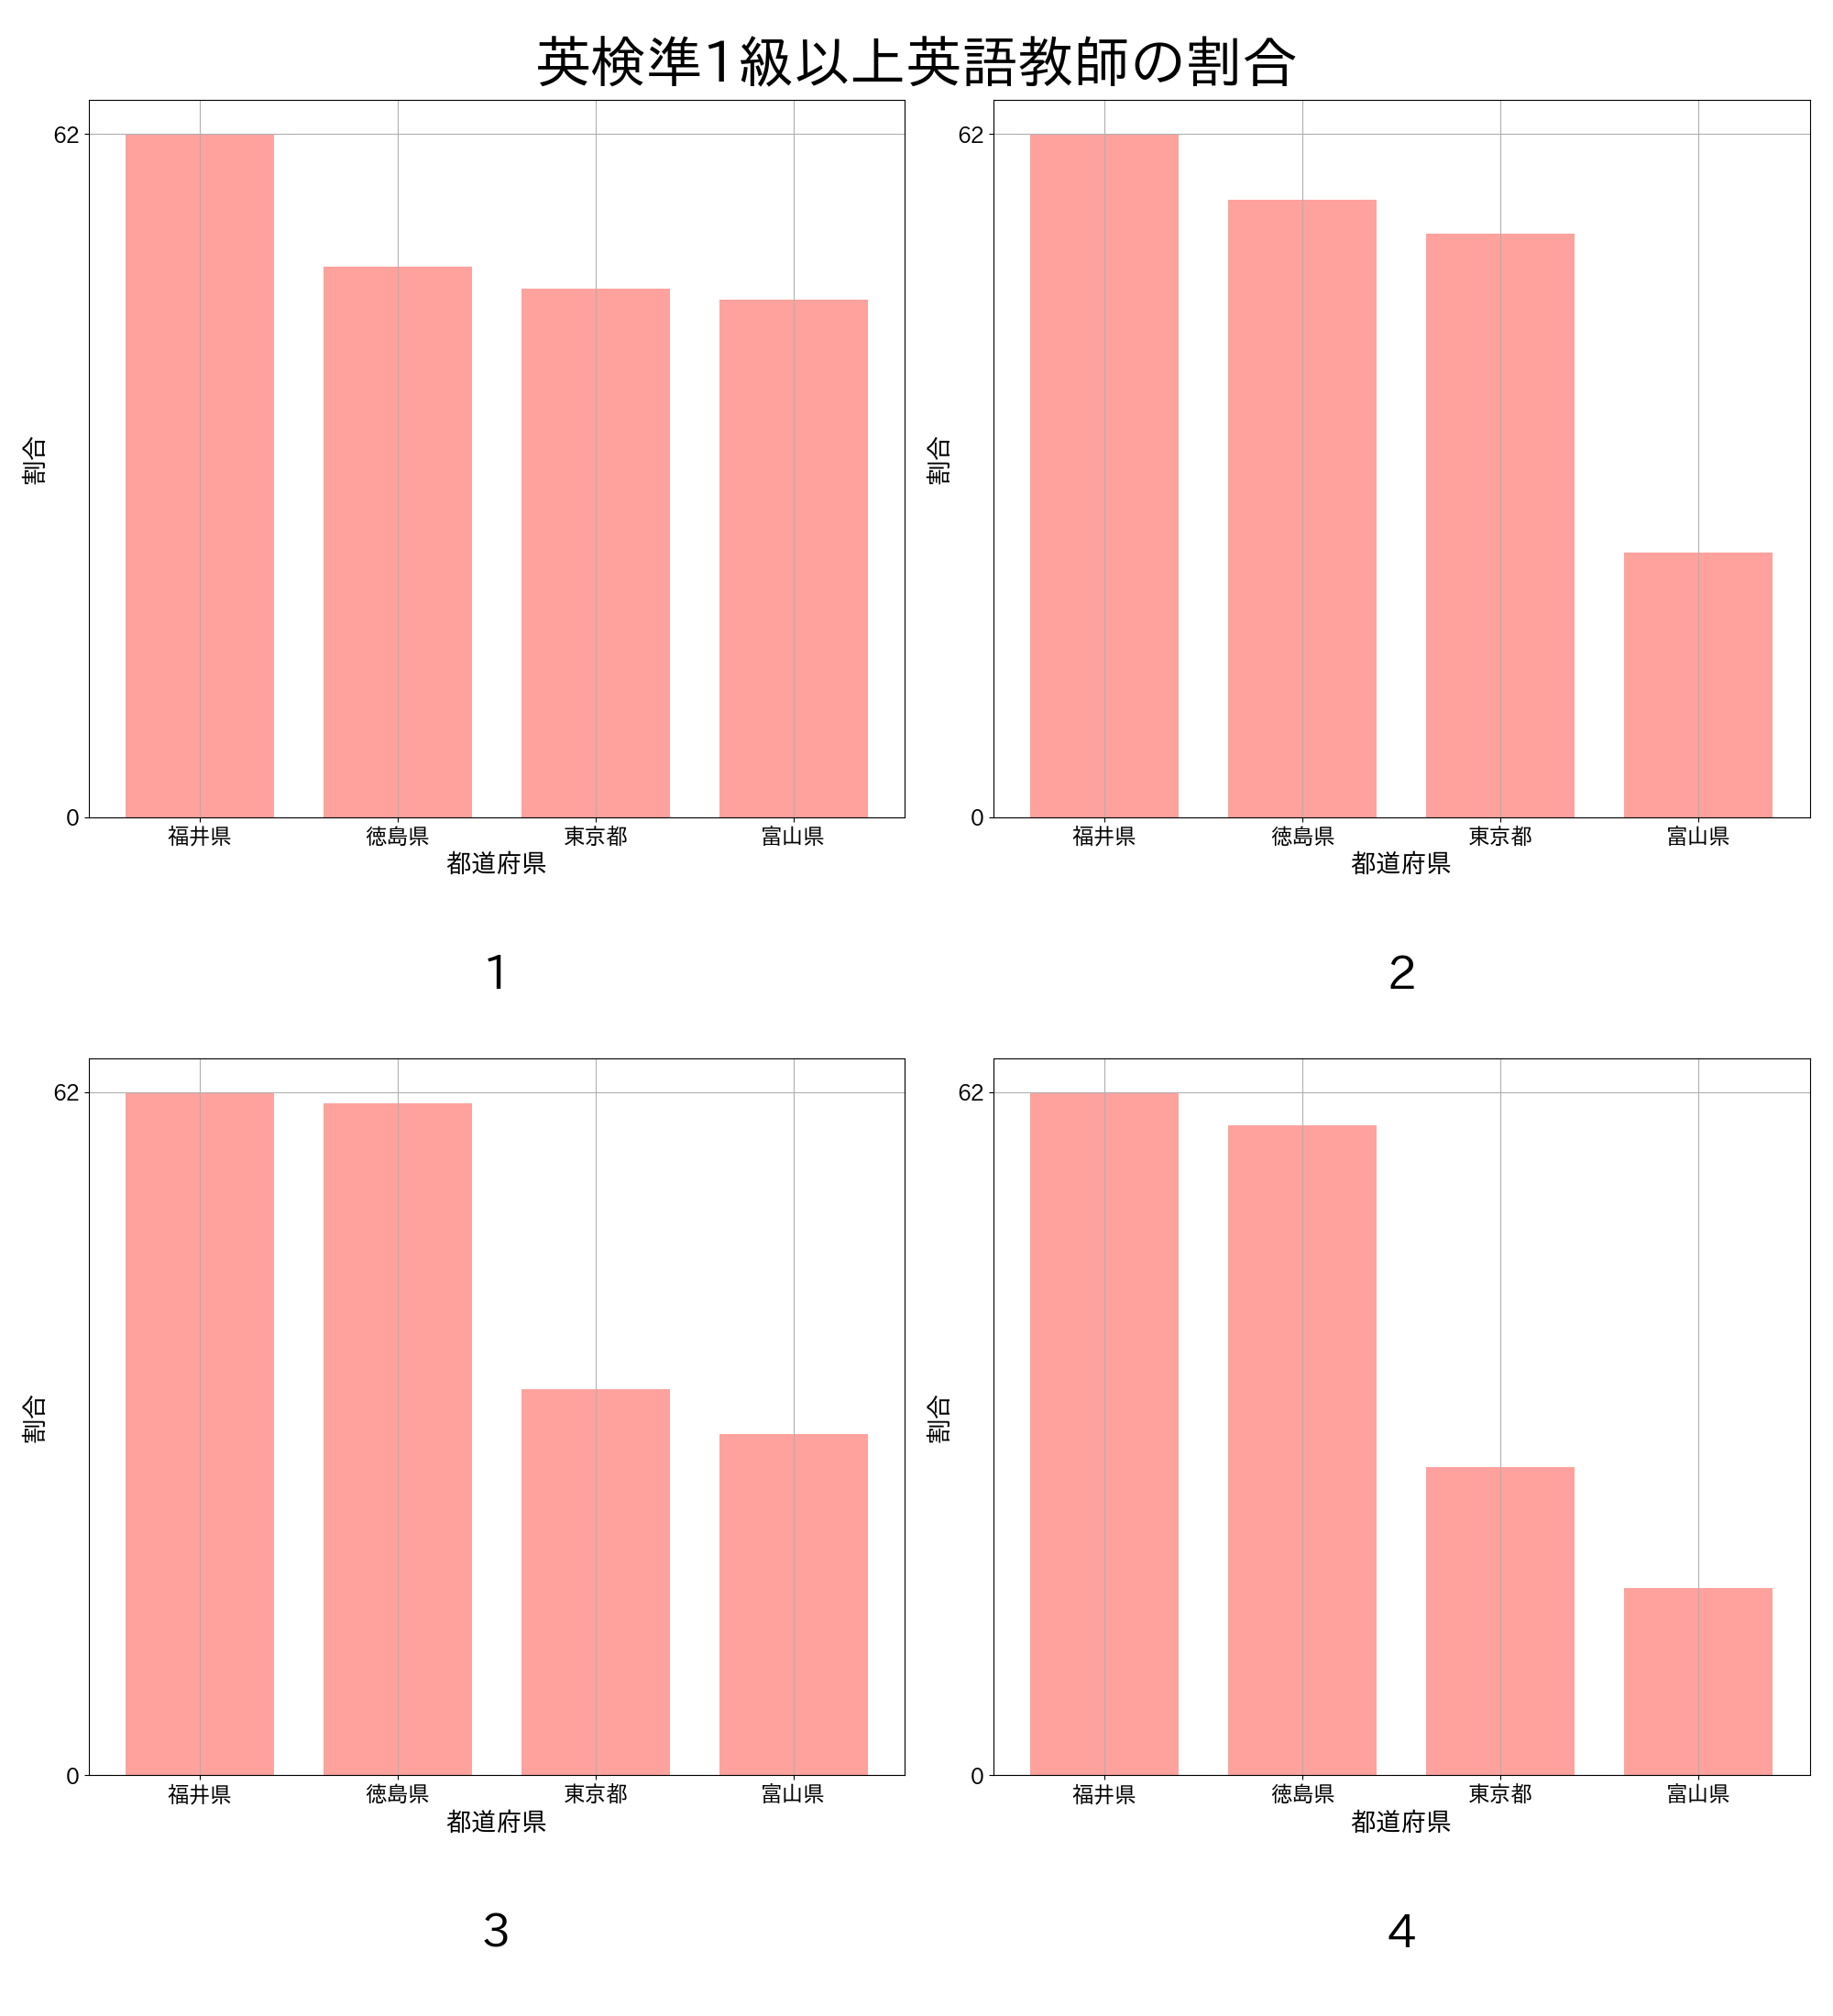 英検準1級以上英語教師の割合
62
0
割合
福井県 徳島県 東京都 富山県
都道府県
1
62
0
割合
福井県 徳島県 東京都 富山県
都道府県
2
62
0
割合
福井県 徳島県 東京都 富山県
都道府県
3
62
0
割合
福井県 徳島県 東京都 富山県
都道府県
4